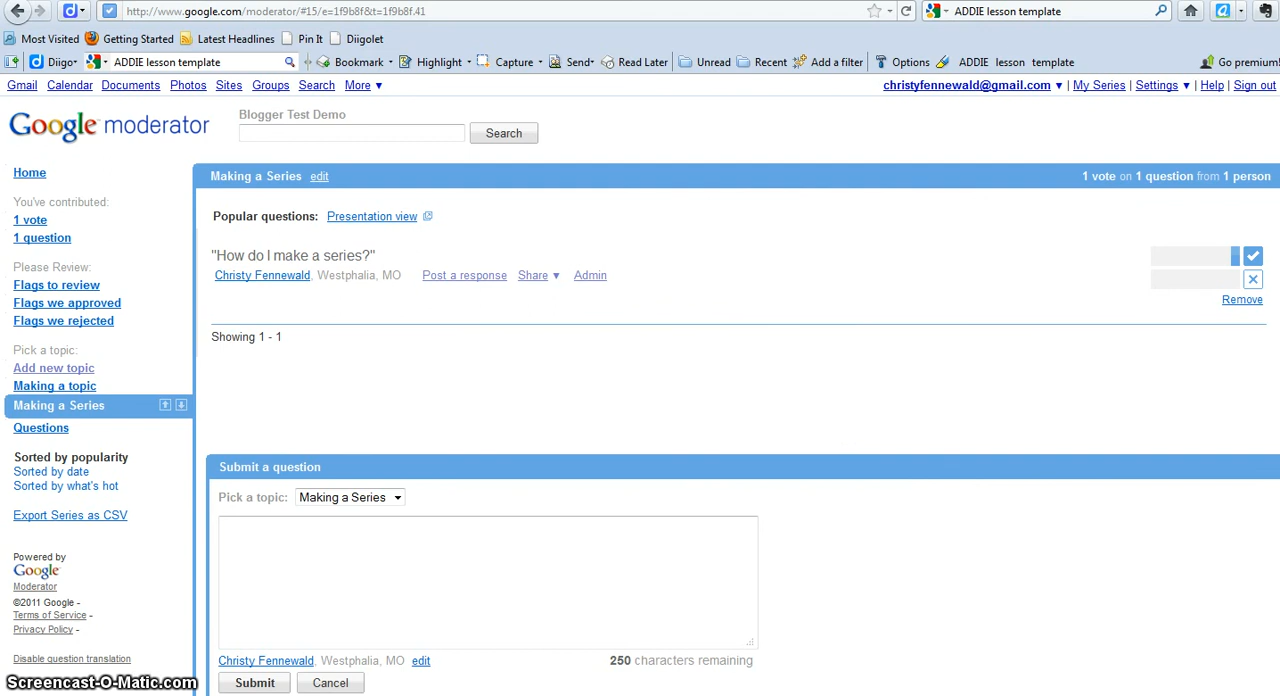 http://www.google.com/moderator/#15/e=1f9b8f&t=1f9b8f.41
ADDIE lesson template
Most Visited Getting Started Latest Headlines Pin It Diigolet
Diigo ADDIE lesson template Bookmark Highlight Capture Send Read Later Unread Recent Add a filter Options ADDIE lesson template Go premium!
Gmail Calendar Documents Photos Sites Groups Search More ▼
christyfennewald@gmail.com ▼ | My Series | Settings ▼ | Help | Sign out
Google moderator
Blogger Test Demo
Search
Home
You've contributed:
1 vote
1 question
Please Review:
Flags to review
Flags we approved
Flags we rejected
Pick a topic:
Add new topic
Making a topic
Making a Series
Questions
Sorted by popularity
Sorted by date
Sorted by what's hot
Export Series as CSV
Powered by
Google
Moderator
©2011 Google -
Terms of Service -
Privacy Policy -
Disable question translation
Making a Series edit
1 vote on 1 question from 1 person
Popular questions: Presentation view
"How do I make a series?"
Christy Fennewald, Westphalia, MO Post a response Share ▼ Admin
Remove
Showing 1 - 1
Submit a question
Pick a topic: Making a Series
Christy Fennewald, Westphalia, MO edit
250 characters remaining
Submit Cancel
Screencast-O-Matic.com